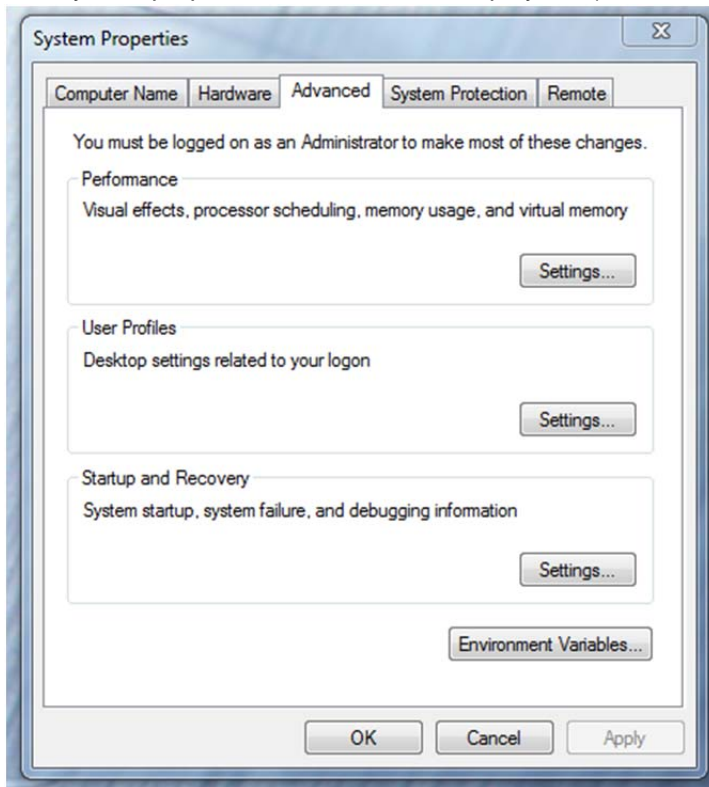 System Properties
Computer Name Hardware Advanced System Protection Remote
You must be logged on as an Administrator to make most of these changes.
Performance
Visual effects, processor scheduling, memory usage, and virtual memory
Settings...
User Profiles
Desktop settings related to your logon
Settings...
Startup and Recovery
System startup, system failure, and debugging information
Settings...
Environment Variables...
OK Cancel Apply